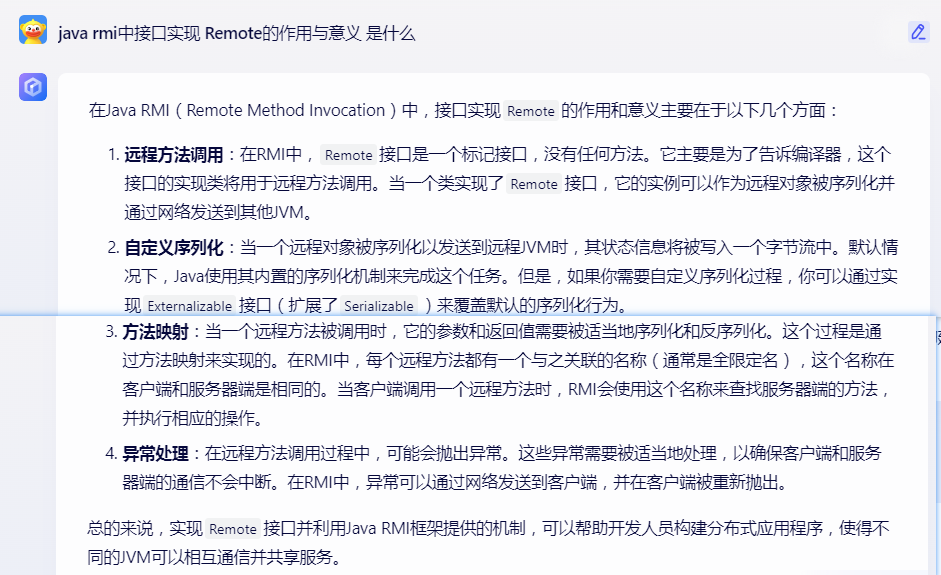 java rmi中接口实现 Remote的作用与意义 是什么
在Java RMI（Remote Method Invocation）中，接口实现 Remote 的作用和意义主要在于以下几个方面：
1. 远程方法调用：在RMI中， Remote 接口是一个标记接口，没有任何方法。它主要是为了告诉编译器，这个
接口的实现类将用于远程方法调用。当一个类实现了 Remote 接口，它的实例可以作为远程对象被序列化并
通过网络发送到其他JVM。
2. 自定义序列化：当一个远程对象被序列化以发送到远程JVM时，其状态信息将被写入一个字节流中。默认情
况下，Java使用其内置的序列化机制来完成这个任务。但是，如果你需要自定义序列化过程，你可以通过实
现 Externalizable 接口（扩展了 Serializable ）来覆盖默认的序列化行为。
3. 方法映射：当一个远程方法被调用时，它的参数和返回值需要被适当地序列化和反序列化。这个过程是通
过方法映射来实现的。在RMI中，每个远程方法都有一个与之关联的名称（通常是全限定名），这个名称在
客户端和服务器端是相同的。当客户端调用一个远程方法时，RMI会使用这个名称来查找服务器端的方法，
并执行相应的操作。
4. 异常处理：在远程方法调用过程中，可能会抛出异常。这些异常需要被适当地处理，以确保客户端和服务
器端的通信不会中断。在RMI中，异常可以通过网络发送到客户端，并在客户端被重新抛出。
总的来说，实现 Remote 接口并利用Java RMI框架提供的机制，可以帮助开发人员构建分布式应用程序，使得不
同的JVM可以相互通信并共享服务。